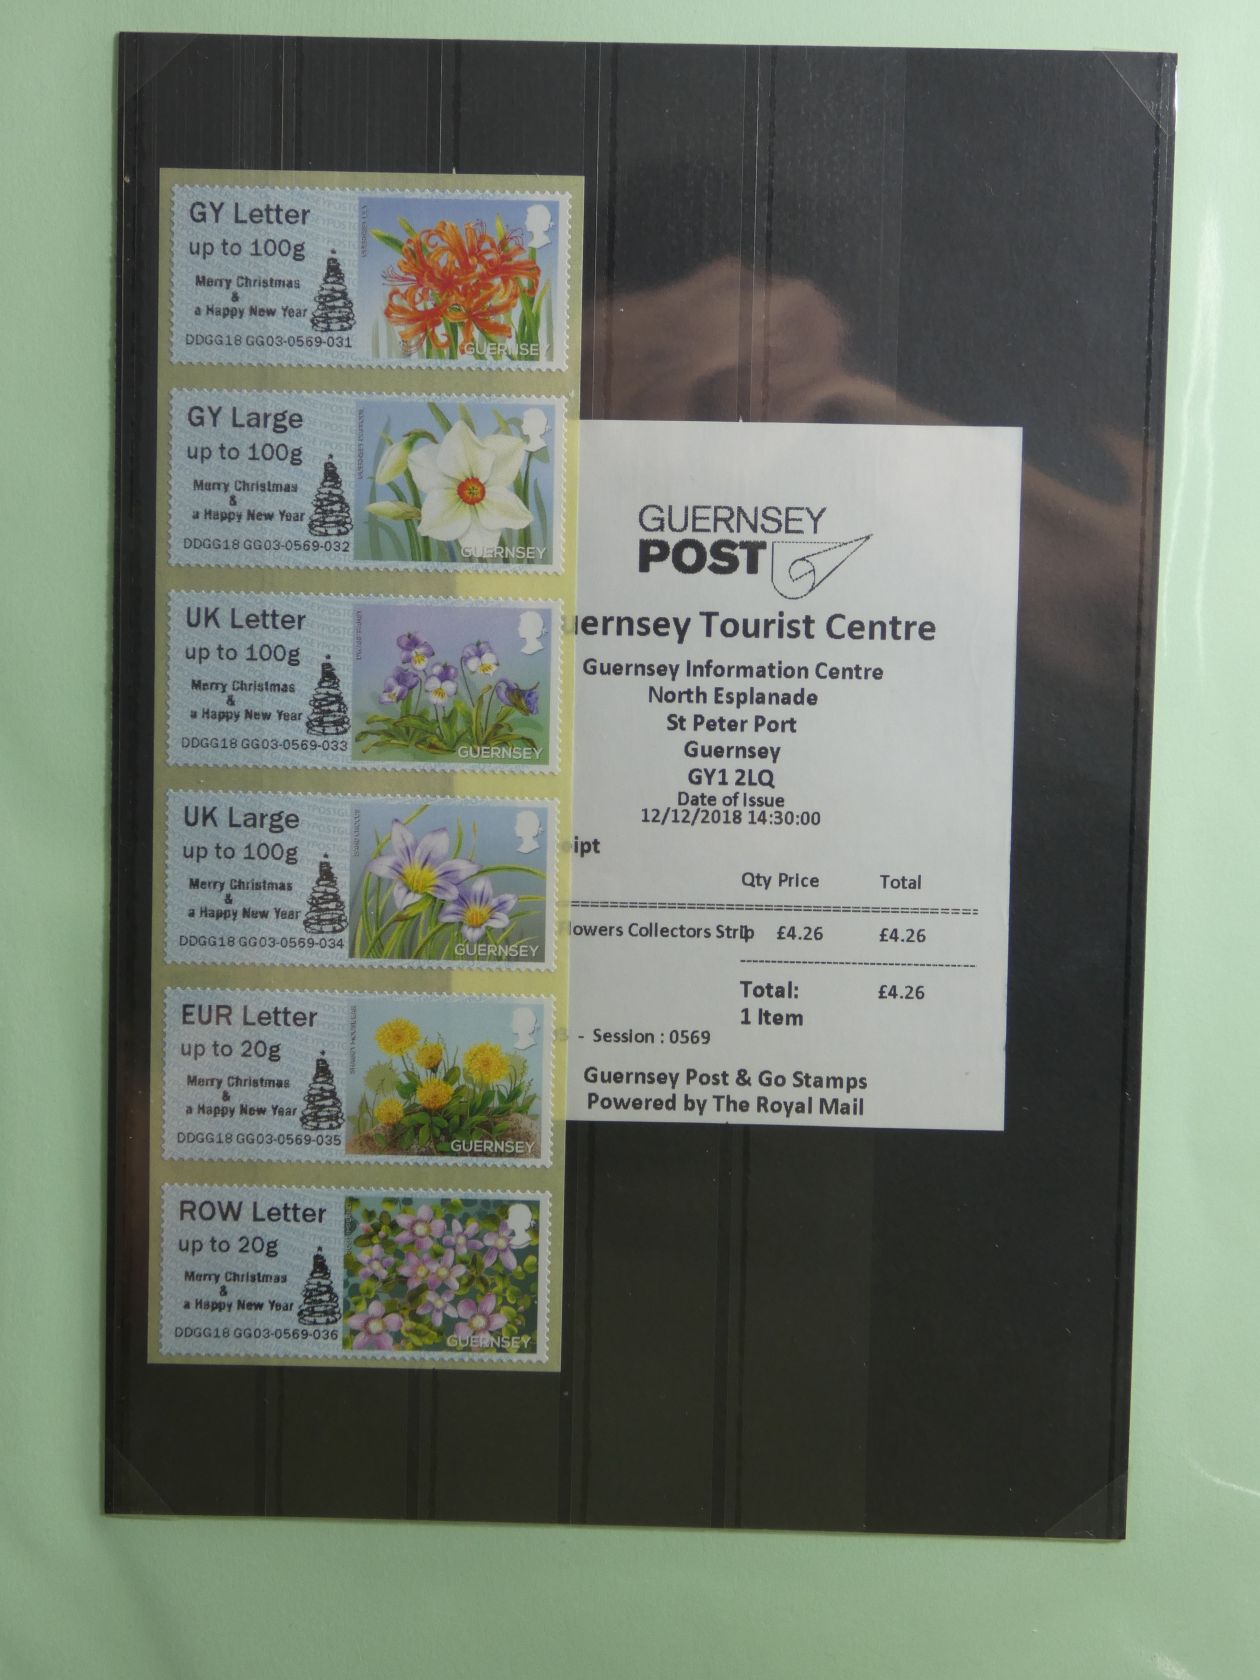 GY Letter
up to 100g
Merry Christmas
&
a Happy New Year
DDGG18 GG03-0569-031
GUERNSEY
GY Large
up to 100g
Merry Christmas
&
a Happy New Year
DDGG18 GG03-0569-032
GUERNSEY
UK Letter
up to 100g
Merry Christmas
&
a Happy New Year
DDGG18 GG03-0569-033
GUERNSEY
UK Large
up to 100g
Merry Christmas
&
a Happy New Year
DDGG18 GG03-0569-034
GUERNSEY
EUR Letter
up to 20g
Merry Christmas
&
a Happy New Year
DDGG18 GG03-0569-035
GUERNSEY
ROW Letter
up to 20g
Merry Christmas
&
a Happy New Year
DDGG18 GG03-0569-036
GUERNSEY
GUERNSEY
POST
uernsey Tourist Centre
Guernsey Information Centre
North Esplanade
St Peter Port
Guernsey
GY1 2LQ
Date of Issue
12/12/2018 14:30:00
eipt
Qty Price Total
lowers Collectors Strip £4.26 £4.26
Total: £4.26
1 Item
- Session : 0569
Guernsey Post & Go Stamps
Powered by The Royal Mail